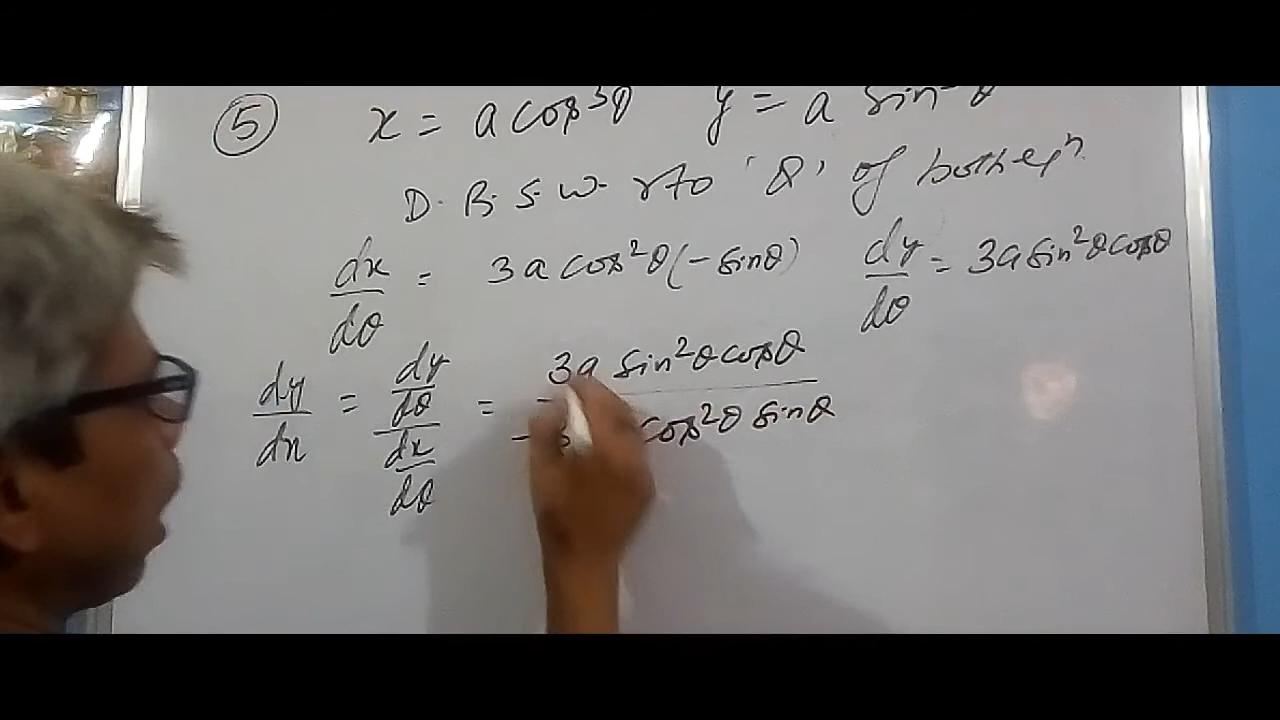 ⑤ x = a cos³θ y = a sin³θ
D. B. S. w. r to 'θ' of both eqⁿ
dx/dθ = 3a cos²θ(-sinθ) dy/dθ = 3a sin²θ cosθ
dy/dx = (dy/dθ)/(dx/dθ) = 3a sin²θ cosθ / - cos²θ sinθ